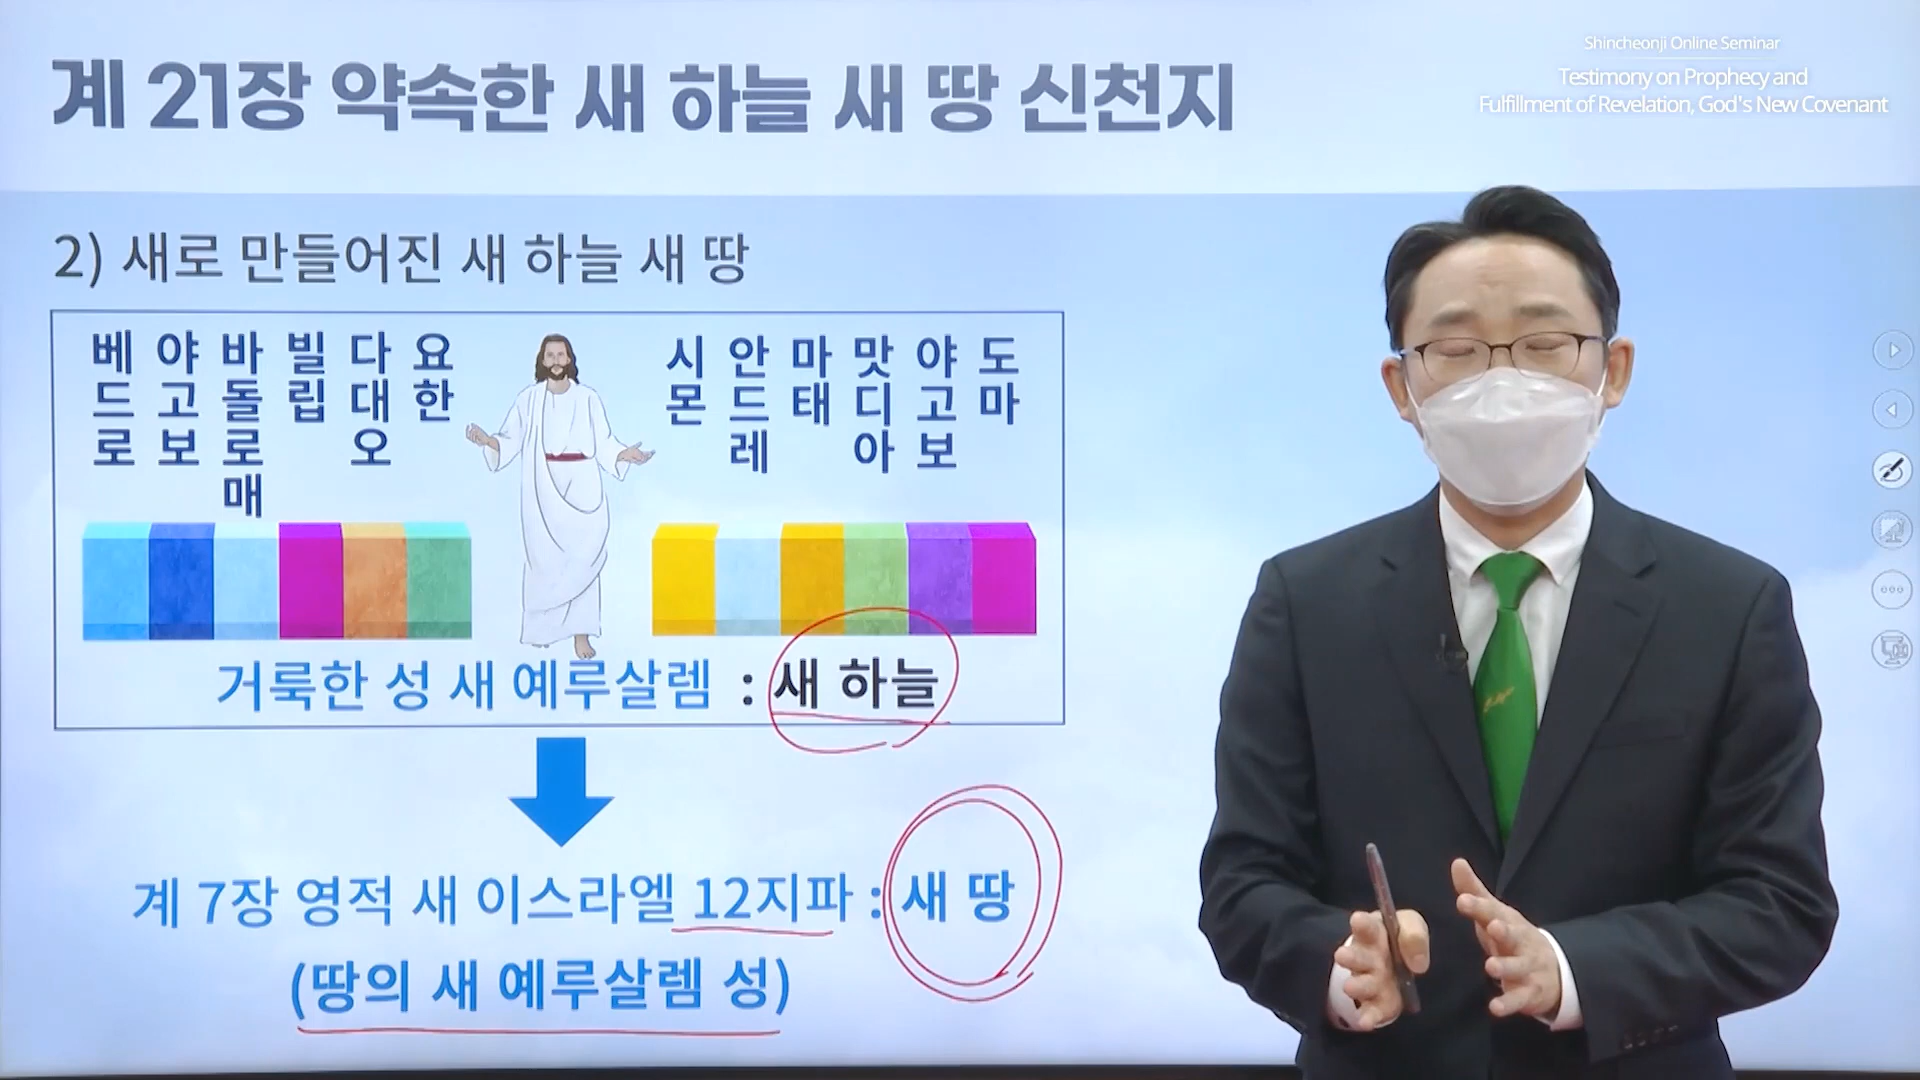 계 21장 약속한 새 하늘 새 땅 신천지
Shincheonji Online Seminar
Testimony on Prophecy and
Fulfillment of Revelation, God's New Covenant
2) 새로 만들어진 새 하늘 새 땅
베드로
야고보
바돌로매
빌립
다대오
요한
시몬
안드레
마태
맛디아
야고보
도마
거룩한 성 새 예루살렘 : 새 하늘
계 7장 영적 새 이스라엘 12지파 : 새 땅
(땅의 새 예루살렘 성)